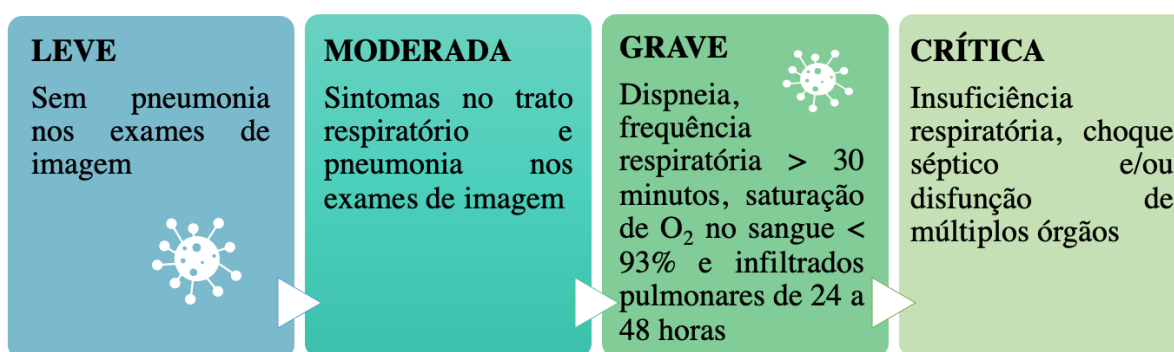 LEVE
Sem pneumonia
nos exames de
imagem
MODERADA
Sintomas no trato
respiratório e
pneumonia nos
exames de imagem
GRAVE
Dispneia,
frequência
respiratória > 30
minutos, saturação
de O₂ no sangue <
93% e infiltrados
pulmonares de 24 a
48 horas
CRÍTICA
Insuficiência
respiratória, choque
séptico e/ou
disfunção de
múltiplos órgãos